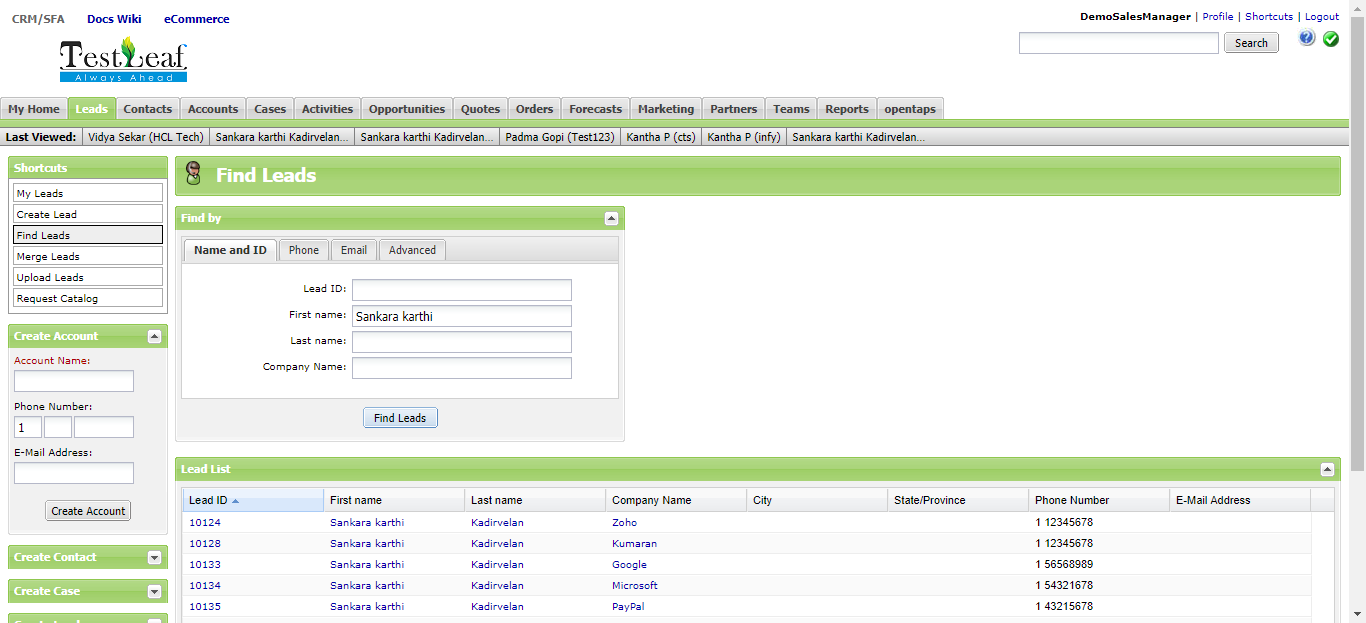 CRM/SFA Docs Wiki eCommerce
DemoSalesManager | Profile | Shortcuts | Logout
TestLeaf
Always Ahead
Search
My Home Leads Contacts Accounts Cases Activities Opportunities Quotes Orders Forecasts Marketing Partners Teams Reports opentaps
Last Viewed: Vidya Sekar (HCL Tech) Sankara karthi Kadirvelan... Sankara karthi Kadirvelan... Padma Gopi (Test123) Kantha P (cts) Kantha P (infy) Sankara karthi Kadirvelan...
Shortcuts
My Leads
Create Lead
Find Leads
Merge Leads
Upload Leads
Request Catalog
Create Account
Account Name:
Phone Number:
1
E-Mail Address:
Create Account
Create Contact
Create Case
Find Leads
Find by
Name and ID Phone Email Advanced
Lead ID:
First name: Sankara karthi
Last name:
Company Name:
Find Leads
Lead List
Lead ID First name Last name Company Name City State/Province Phone Number E-Mail Address
10124 Sankara karthi Kadirvelan Zoho 1 12345678
10128 Sankara karthi Kadirvelan Kumaran 1 12345678
10133 Sankara karthi Kadirvelan Google 1 56568989
10134 Sankara karthi Kadirvelan Microsoft 1 54321678
10135 Sankara karthi Kadirvelan PayPal 1 43215678